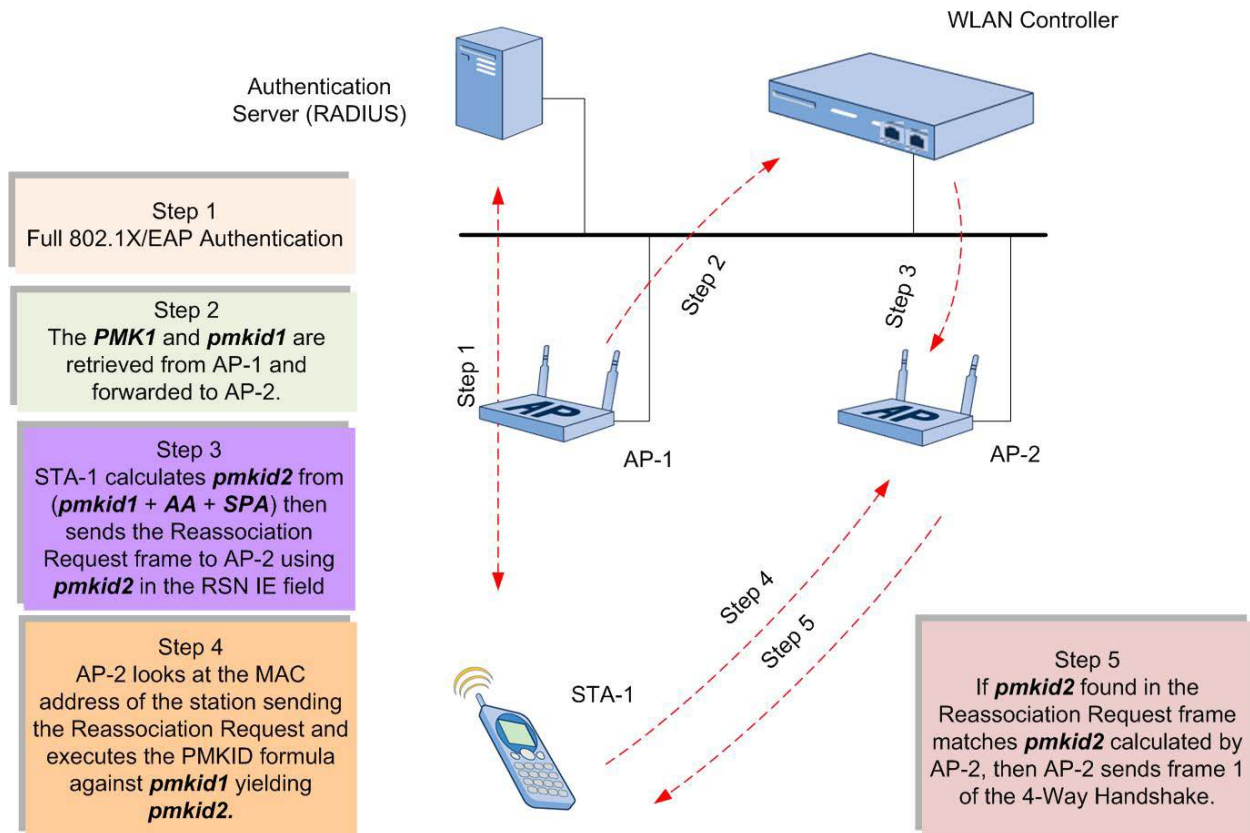 WLAN Controller
Authentication
Server (RADIUS)
Step 1
Full 802.1X/EAP Authentication
Step 2
The PMK1 and pmkid1 are
retrieved from AP-1 and
forwarded to AP-2.
Step 3
STA-1 calculates pmkid2 from
(pmkid1 + AA + SPA) then
sends the Reassociation
Request frame to AP-2 using
pmkid2 in the RSN IE field
Step 4
AP-2 looks at the MAC
address of the station sending
the Reassociation Request and
executes the PMKID formula
against pmkid1 yielding
pmkid2.
Step 1
Step 2
Step 3
AP
AP-1
AP
AP-2
Step 4
Step 5
STA-1
Step 5
If pmkid2 found in the
Reassociation Request frame
matches pmkid2 calculated by
AP-2, then AP-2 sends frame 1
of the 4-Way Handshake.